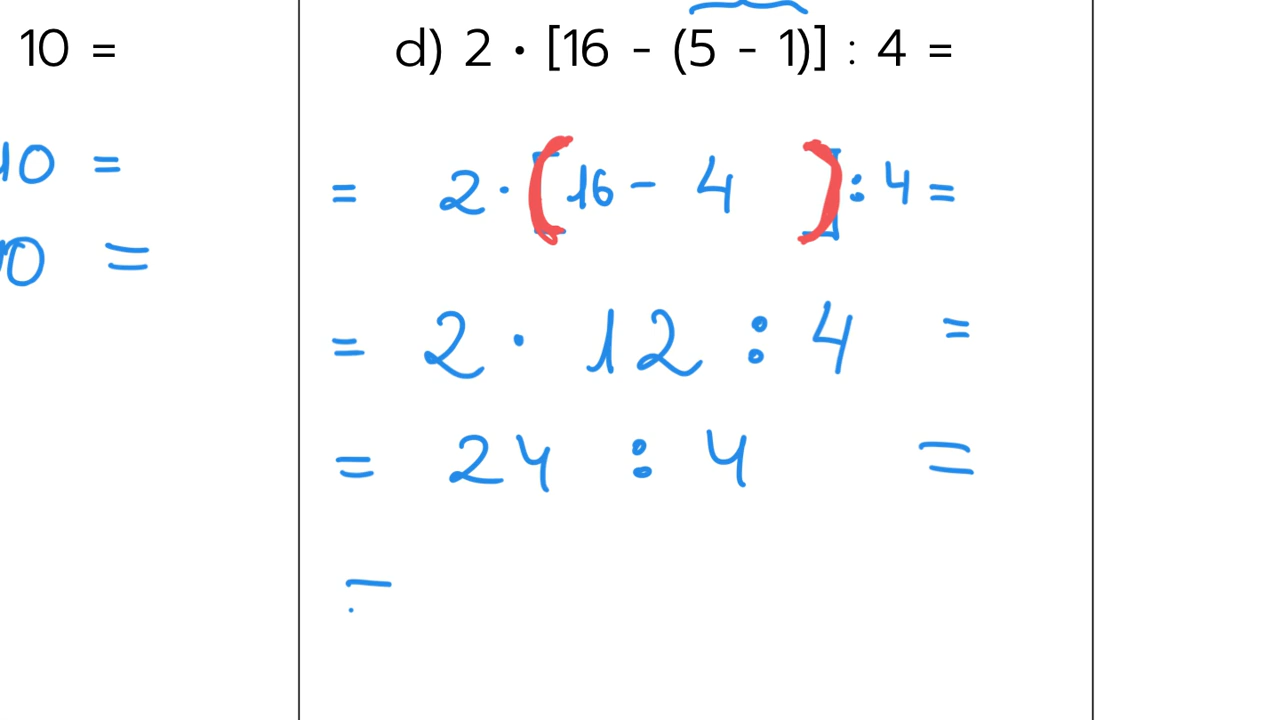 10 =
10 =
0 =
d) 2 · [16 - (5 - 1)] : 4 =
= 2 · (16 - 4) : 4 =
= 2 · 12 : 4 =
= 24 : 4 =
=